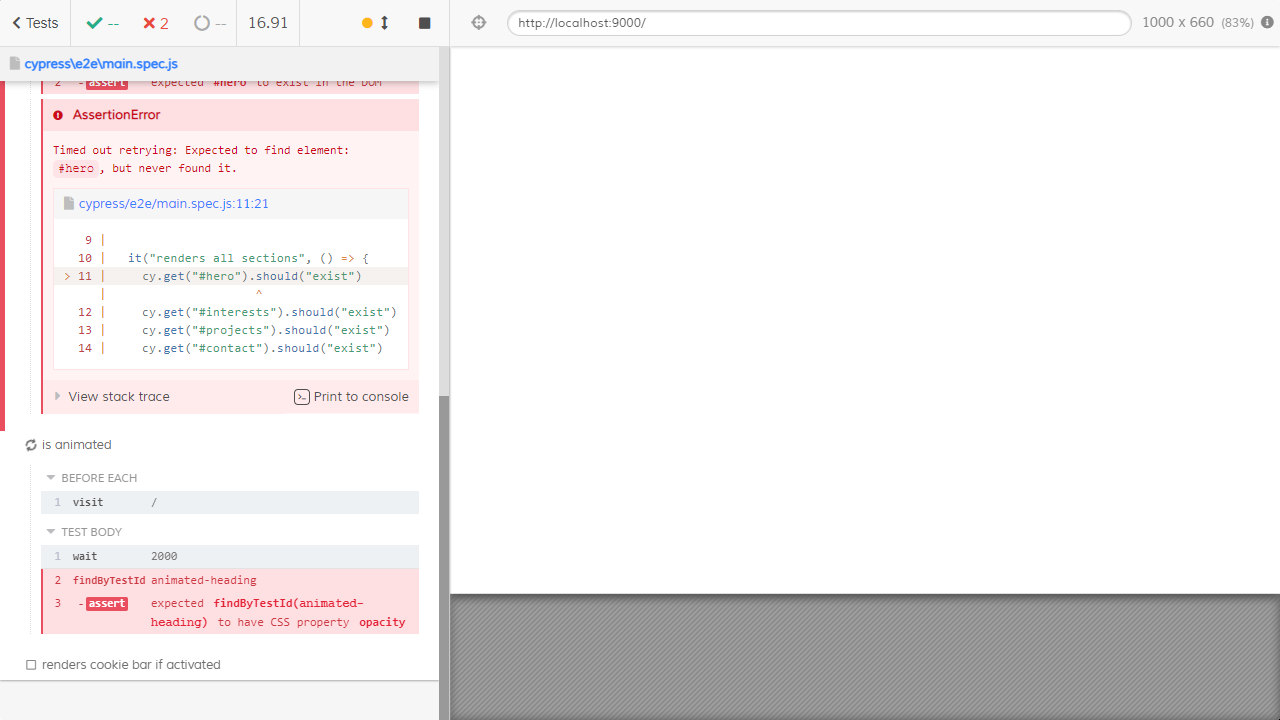 Tests
--
2
--
16.91
http://localhost:9000/
1000 x 660 (83%)
cypress\e2e\main.spec.js
2 -assert expected #hero to exist in the DOM
AssertionError
Timed out retrying: Expected to find element:
#hero, but never found it.
cypress/e2e/main.spec.js:11:21
9 |
10 | it("renders all sections", () => {
> 11 | cy.get("#hero").should("exist")
| ^
12 | cy.get("#interests").should("exist")
13 | cy.get("#projects").should("exist")
14 | cy.get("#contact").should("exist")
View stack trace
Print to console
is animated
BEFORE EACH
1 visit /
TEST BODY
1 wait 2000
2 findByTestId animated-heading
3 -assert expected findByTestId(animated-
heading) to have CSS property opacity
renders cookie bar if activated